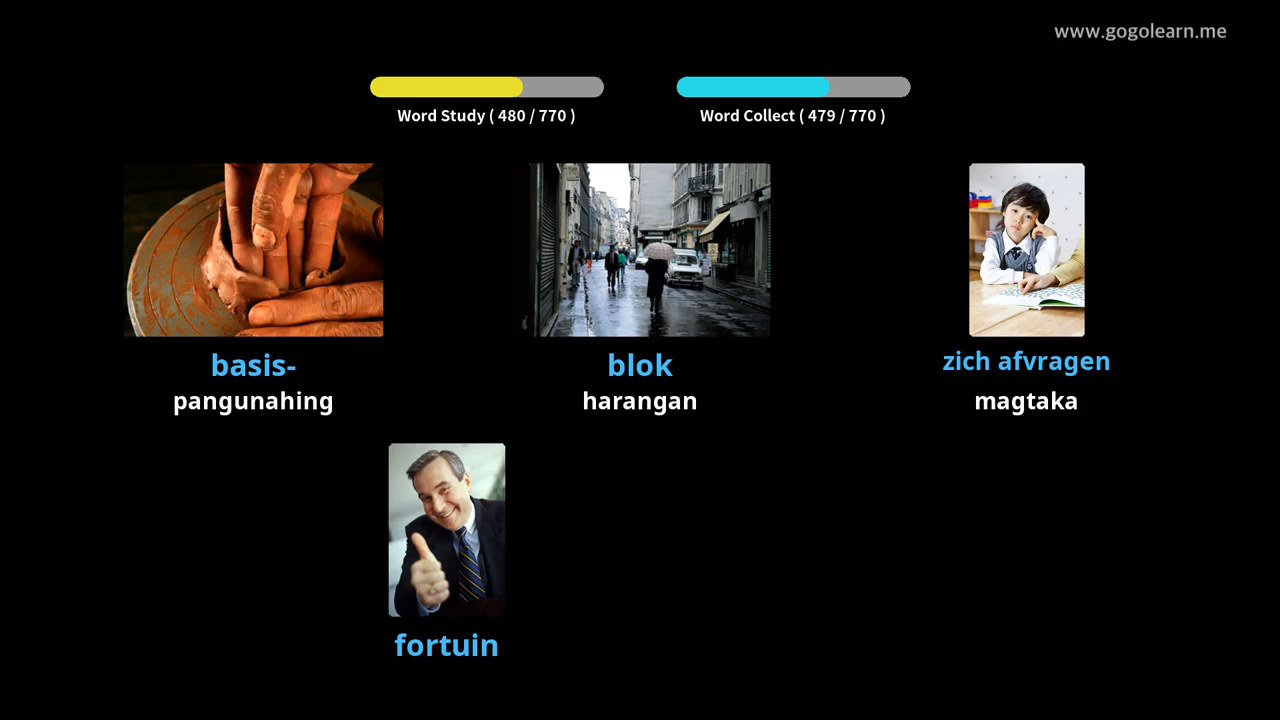 www.gogolearn.me
Word Study ( 480 / 770 )
Word Collect ( 479 / 770 )
basis-
pangunahing
blok
harangan
zich afvragen
magtaka
fortuin